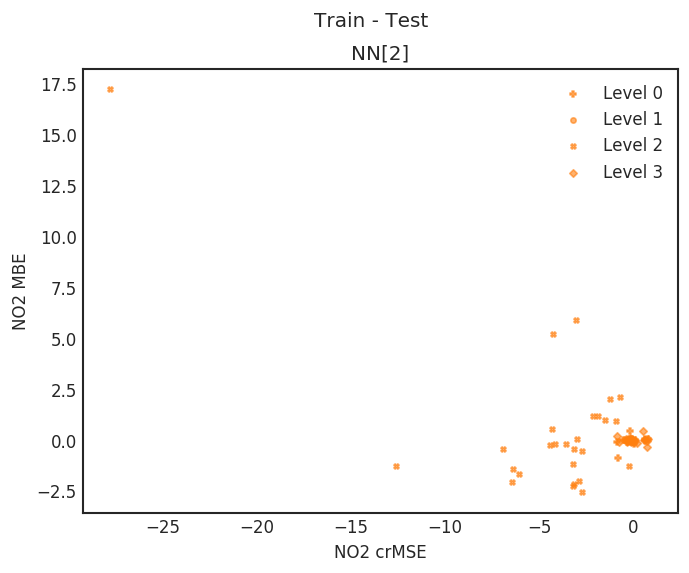 Train - Test
NN[2]
17.5
15.0
12.5
10.0
7.5
5.0
2.5
0.0
−2.5
NO2 MBE
Level 0
Level 1
Level 2
Level 3
−25
−20
−15
−10
−5
0
NO2 crMSE